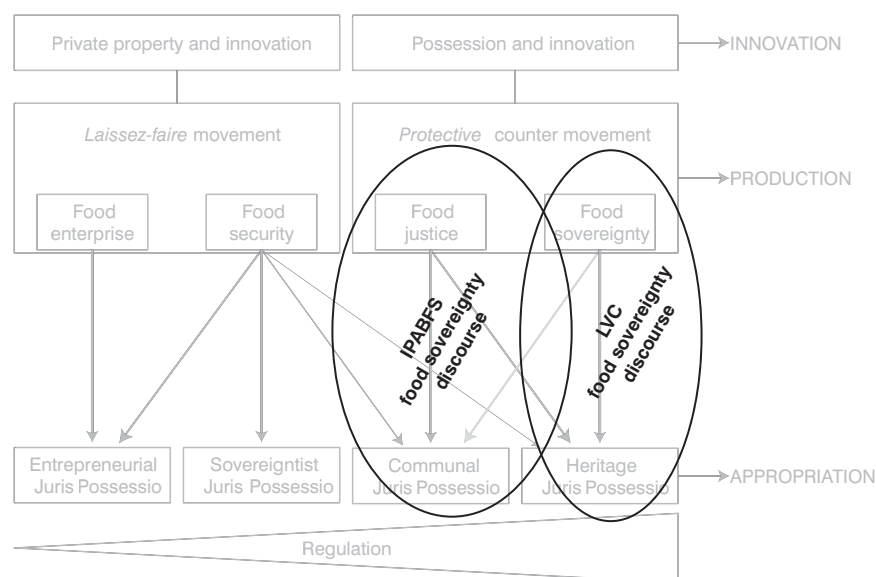 Private property and innovation
Possession and innovation
INNOVATION
Laissez-faire movement
Protective counter movement
PRODUCTION
Food
enterprise
Food
security
Food
justice
Food
sovereignty
IPABFS
food sovereignty
discourse
LVC
food sovereignty
discourse
Entrepreneurial
Juris Possessio
Sovereigntist
Juris Possessio
Communal
Juris Possessio
Heritage
Juris Possessio
APPROPRIATION
Regulation